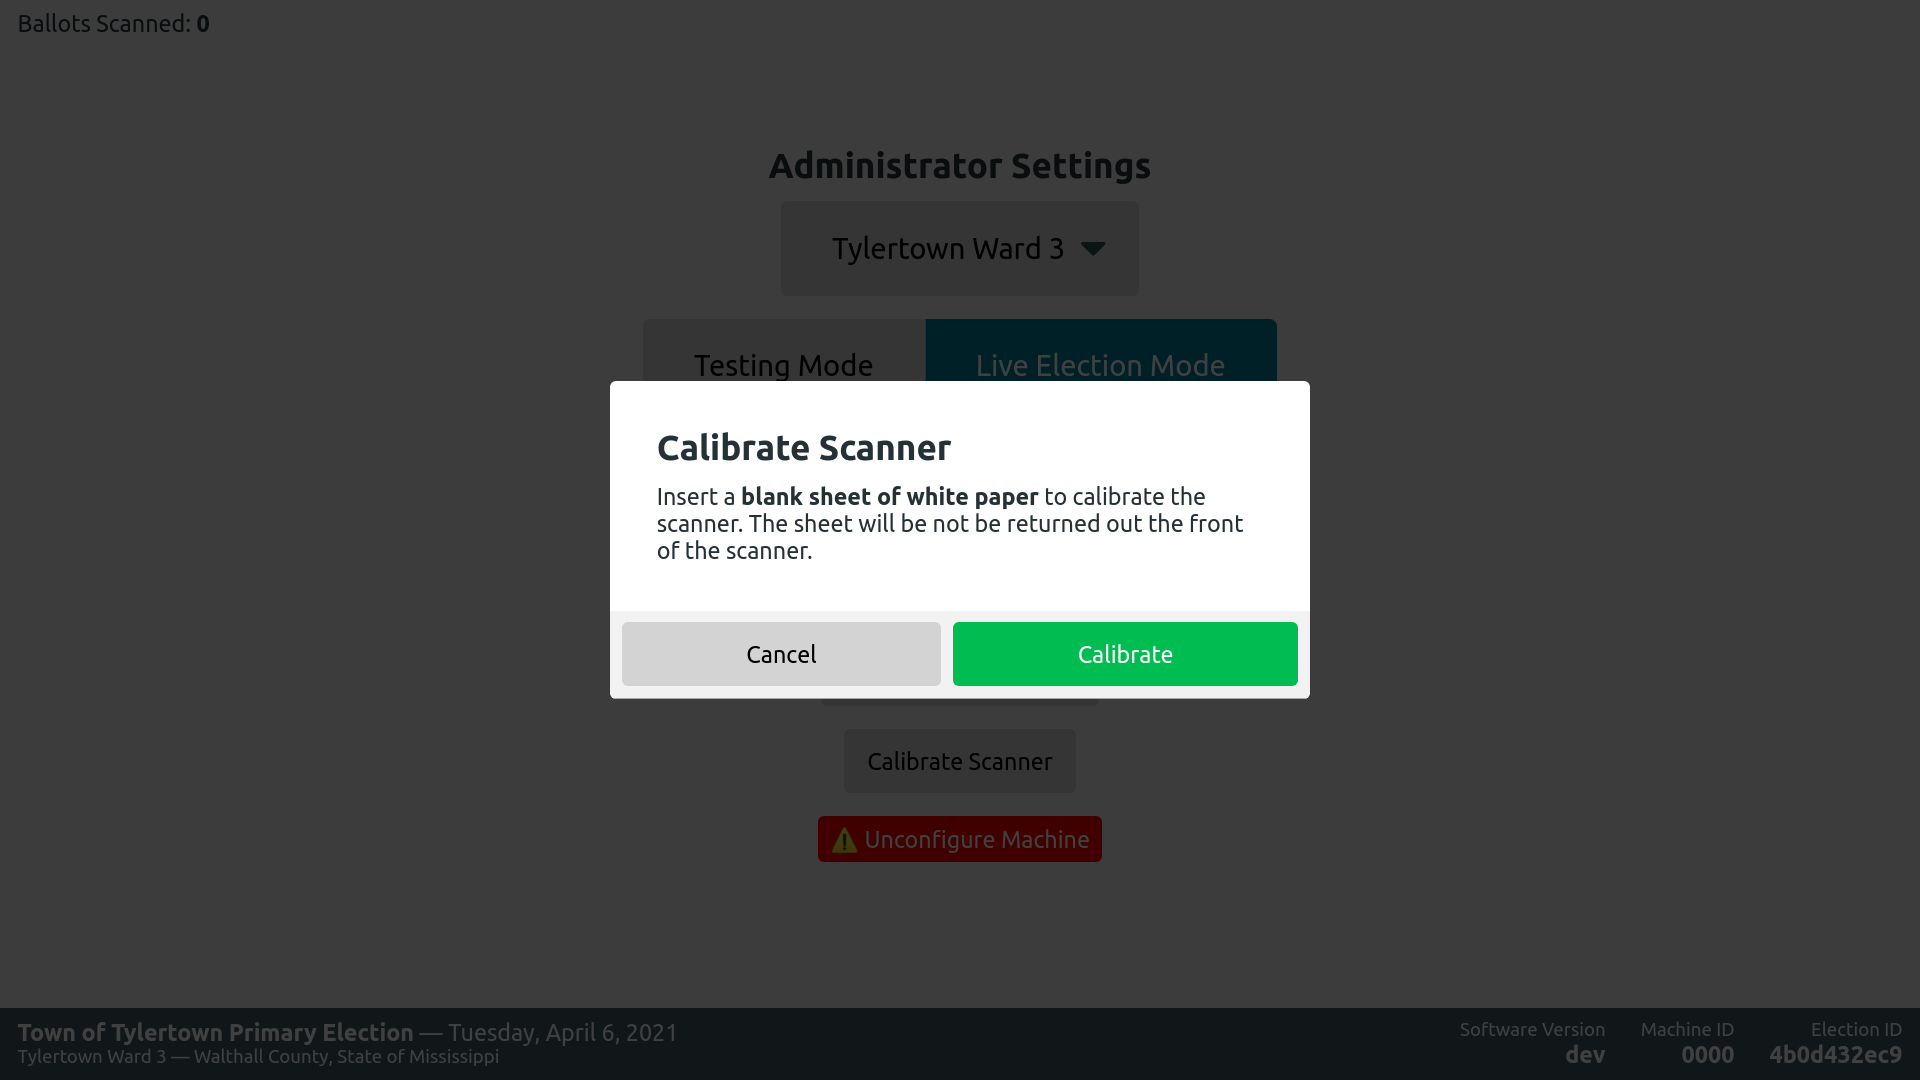 Ballots Scanned: 0
Administrator Settings
Tylertown Ward 3
Testing Mode
Live Election Mode
Calibrate Scanner
Insert a blank sheet of white paper to calibrate the
scanner. The sheet will be not be returned out the front
of the scanner.
Cancel
Calibrate
Calibrate Scanner
⚠ Unconfigure Machine
Town of Tylertown Primary Election — Tuesday, April 6, 2021
Tylertown Ward 3 — Walthall County, State of Mississippi
Software Version
dev
Machine ID
0000
Election ID
4b0d432ec9